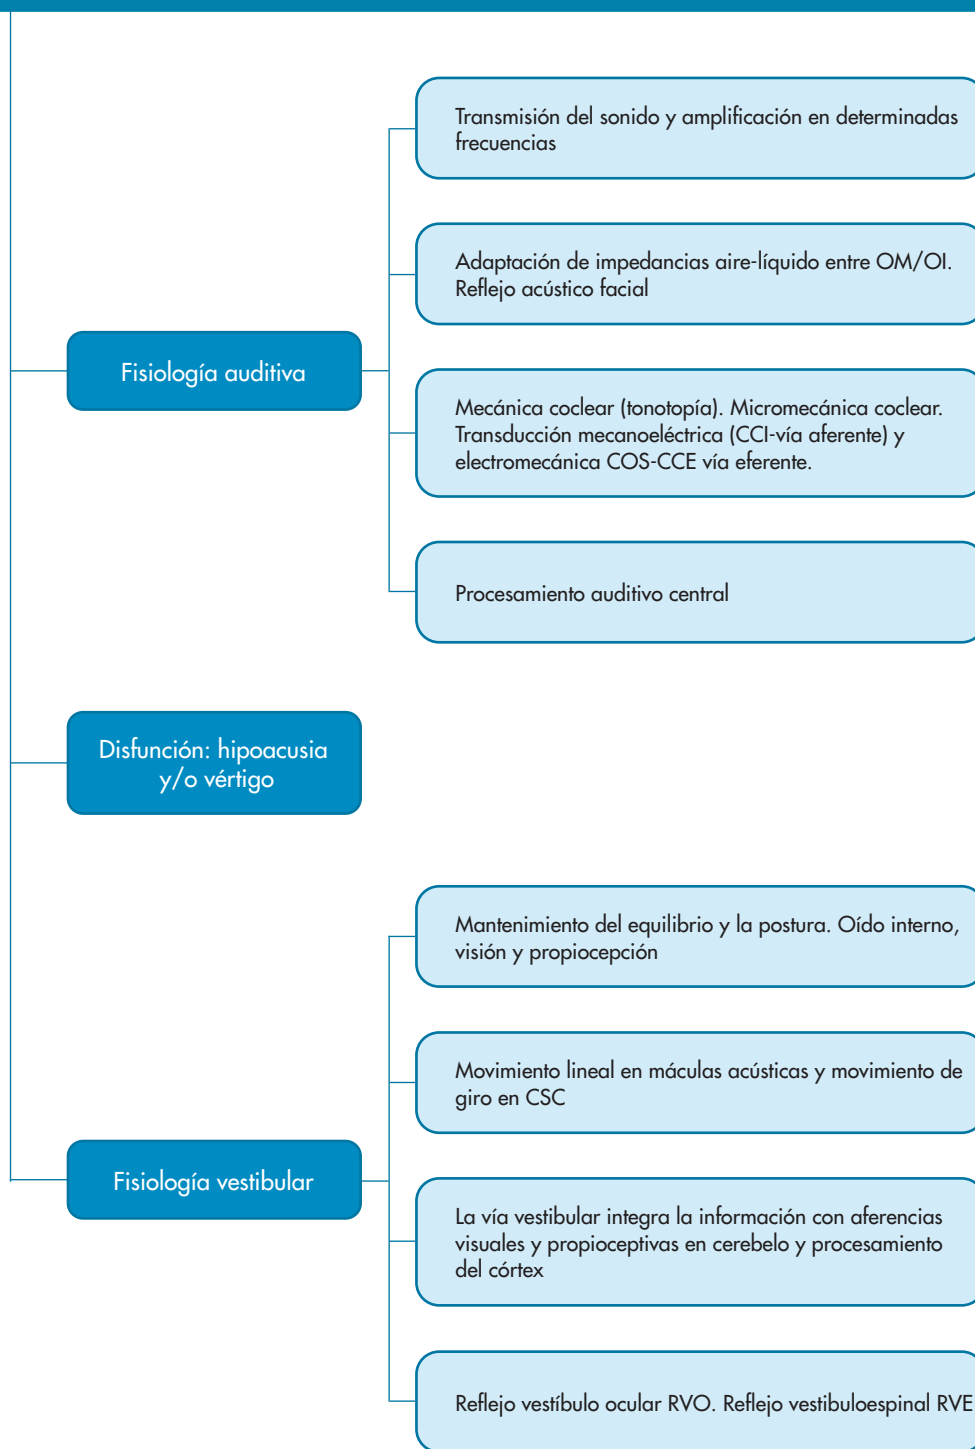 Transmisión del sonido y amplificación en determinadas
frecuencias
Adaptación de impedancias aire-líquido entre OM/OI.
Reflejo acústico facial
Fisiología auditiva
Mecánica coclear (tonotopía). Micromecánica coclear.
Transducción mecanoeléctrica (CCI-vía aferente) y
electromecánica COS-CCE vía eferente.
Procesamiento auditivo central
Disfunción: hipoacusia
y/o vértigo
Mantenimiento del equilibrio y la postura. Oído interno,
visión y propiocepción
Movimiento lineal en máculas acústicas y movimiento de
giro en CSC
Fisiología vestibular
La vía vestibular integra la información con aferencias
visuales y propioceptivas en cerebelo y procesamiento
del córtex
Reflejo vestíbulo ocular RVO. Reflejo vestibuloespinal RVE